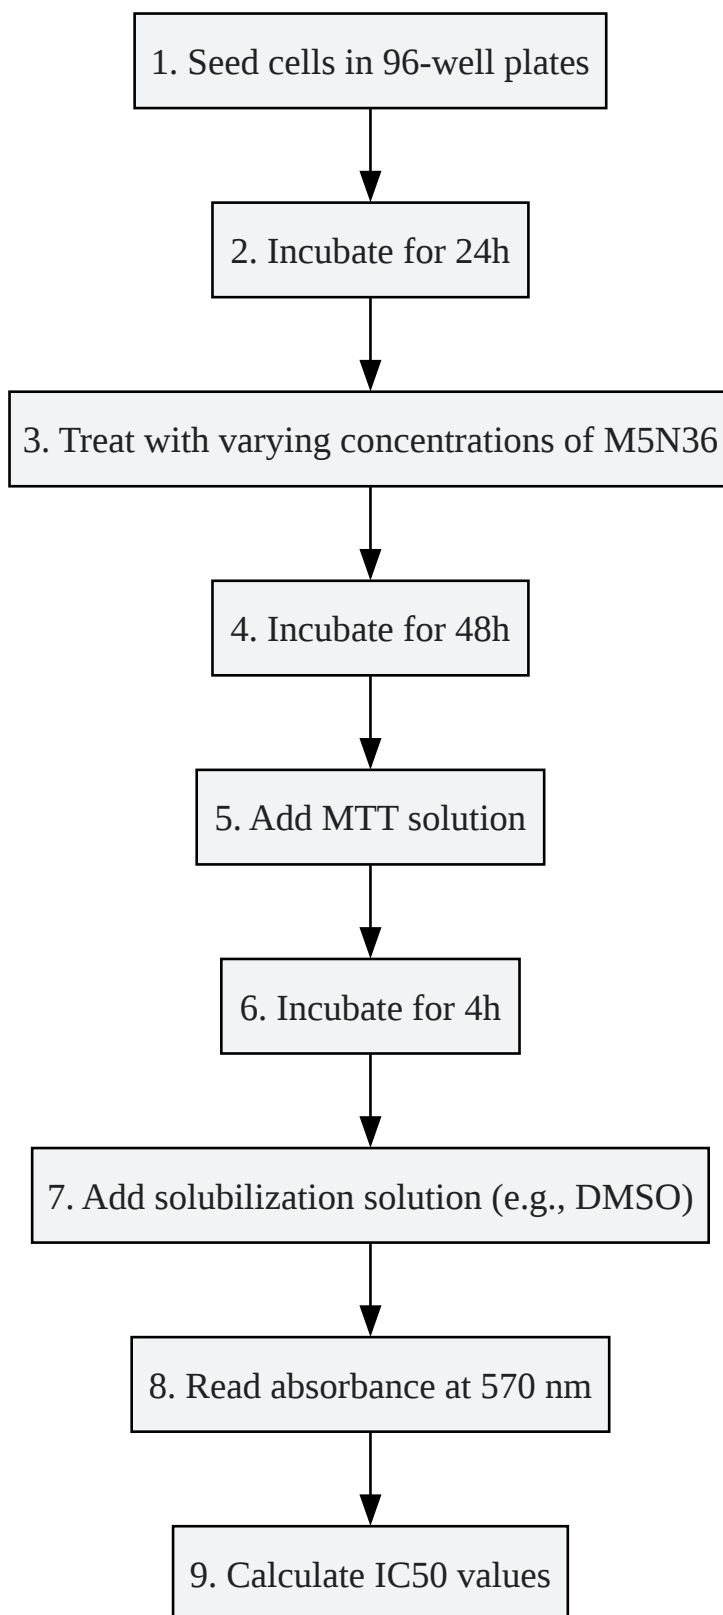 1. Seed cells in 96-well plates
2. Incubate for 24h
3. Treat with varying concentrations of M5N36
4. Incubate for 48h
5. Add MTT solution
6. Incubate for 4h
7. Add solubilization solution (e.g., DMSO)
8. Read absorbance at 570 nm
9. Calculate IC50 values